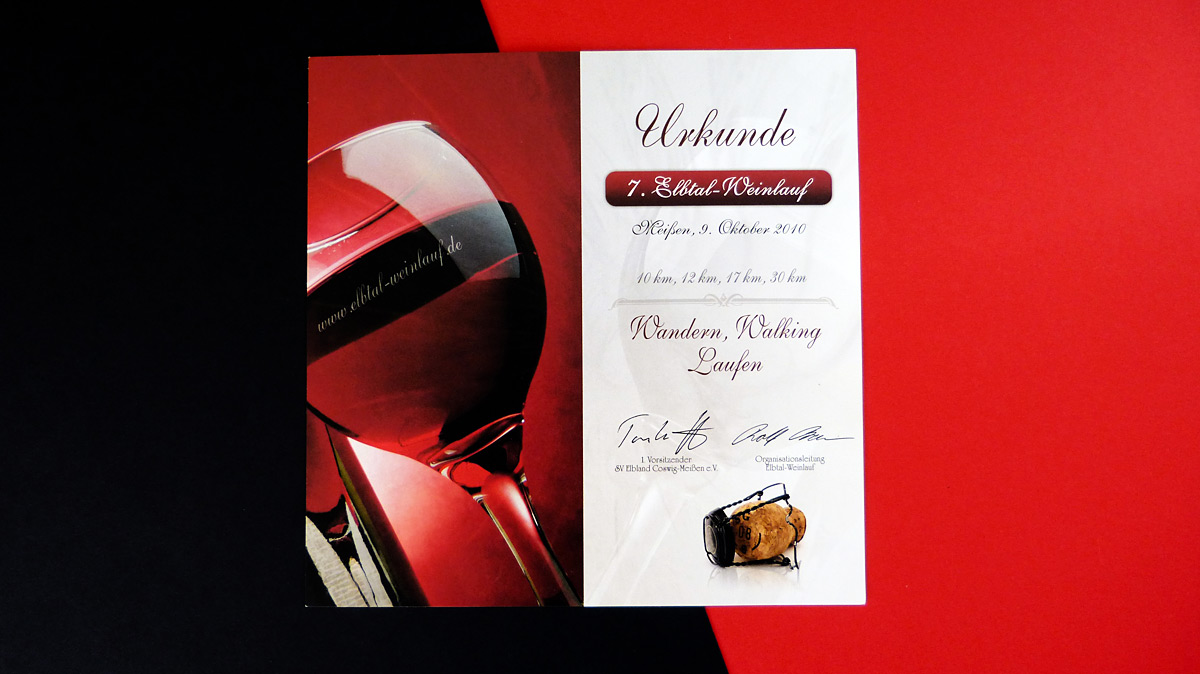 www.elbtal-weinlauf.de
Urkunde
7. Elbtal-Weinlauf
Meißen, 9. Oktober 2010
10 km, 12 km, 17 km, 30 km
Wandern, Walking
Laufen
1. Vorsitzender
SV Elbland Coswig-Meißen e.V.
Organisationsleitung
Elbtal-Weinlauf